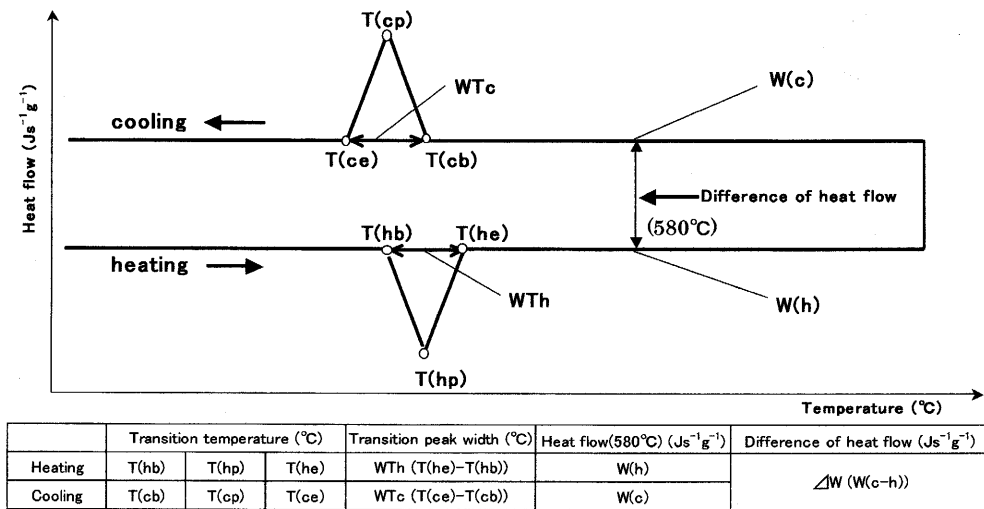 T(cp)
W(c)
WTc
cooling
T(ce)
T(cb)
Heat flow (Js⁻¹g⁻¹)
Difference of heat flow
(580℃)
T(hb)
T(he)
heating
WTh
W(h)
T(hp)
Temperature (℃)
Transition temperature (℃) Transition peak width (℃) Heat flow(580℃) (Js⁻¹g⁻¹) Difference of heat flow (Js⁻¹g⁻¹)
Heating T(hb) T(hp) T(he) WTh (T(he)-T(hb)) W(h)
⊿W (W(c-h))
Cooling T(cb) T(cp) T(ce) WTc (T(ce)-T(cb)) W(c)